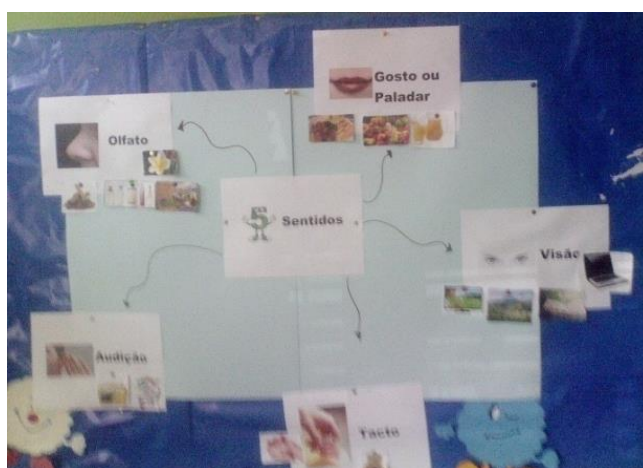 Gosto ou
Paladar
Olfato
5 Sentidos
Visão
Audição
Tacto